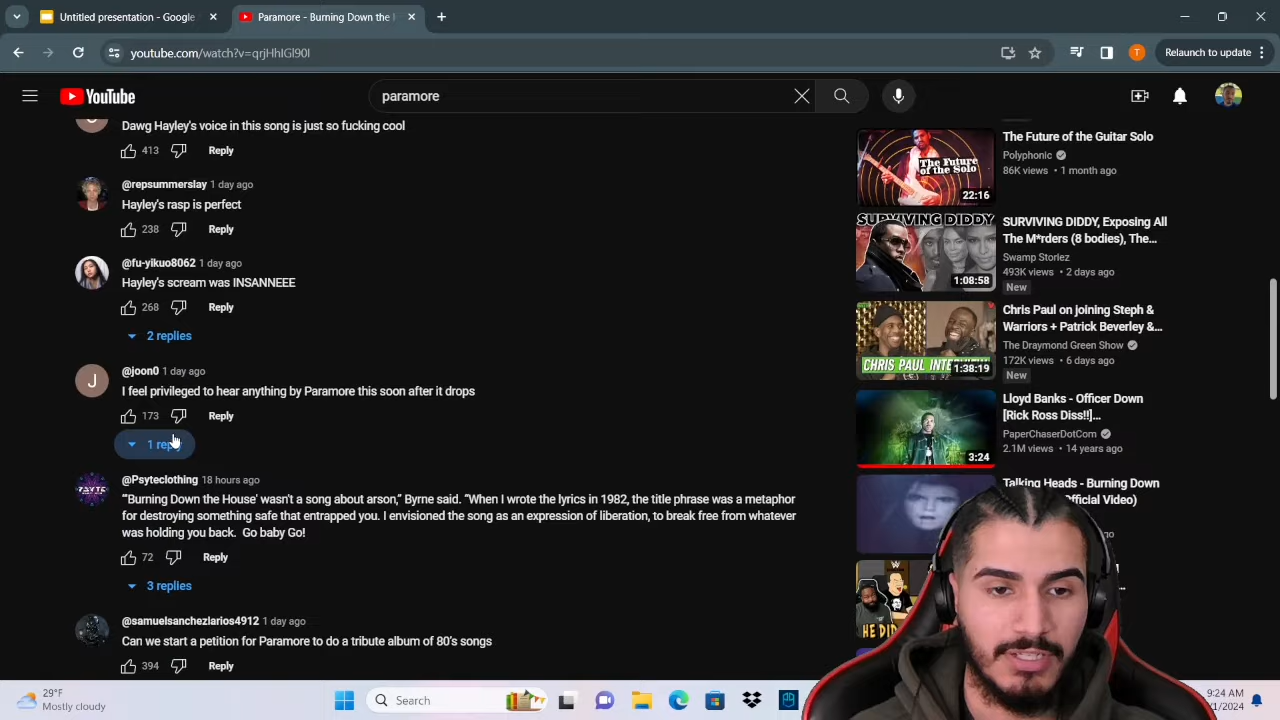 Untitled presentation - Google
Paramore - Burning Down the H
youtube.com/watch?v=qrjHhIGl90I
Relaunch to update
T
YouTube
paramore
Dawg Hayley's voice in this song is just so fucking cool
413
Reply
@repsummerslay 1 day ago
Hayley's rasp is perfect
238
Reply
@fu-yikuo8062 1 day ago
Hayley's scream was INSANNEEE
268
Reply
2 replies
J
@joon0 1 day ago
I feel privileged to hear anything by Paramore this soon after it drops
173
Reply
1 reply
PSYTE
@Psyteclothing 18 hours ago
"'Burning Down the House' wasn't a song about arson," Byrne said. "When I wrote the lyrics in 1982, the title phrase was a metaphor
for destroying something safe that entrapped you. I envisioned the song as an expression of liberation, to break free from whatever
was holding you back. Go baby Go!
72
Reply
3 replies
@samuelsanchezlarios4912 1 day ago
Can we start a petition for Paramore to do a tribute album of 80's songs
394
Reply
The Future
of the Solo
22:16
The Future of the Guitar Solo
Polyphonic
86K views • 1 month ago
SURVIVING DIDDY
1:08:58
SURVIVING DIDDY, Exposing All
The M*rders (8 bodies), The...
Swamp Storiez
493K views • 2 days ago
New
CHRIS PAUL INTERVIEW
1:38:19
Chris Paul on joining Steph &
Warriors + Patrick Beverley &...
The Draymond Green Show
172K views • 6 days ago
New
3:24
Lloyd Banks - Officer Down
[Rick Ross Diss!!]...
PaperChaserDotCom
2.1M views • 14 years ago
Talking Heads - Burning Down
Official Video)
HE DID
29°F
Mostly cloudy
Search
9:24 AM
1/2024